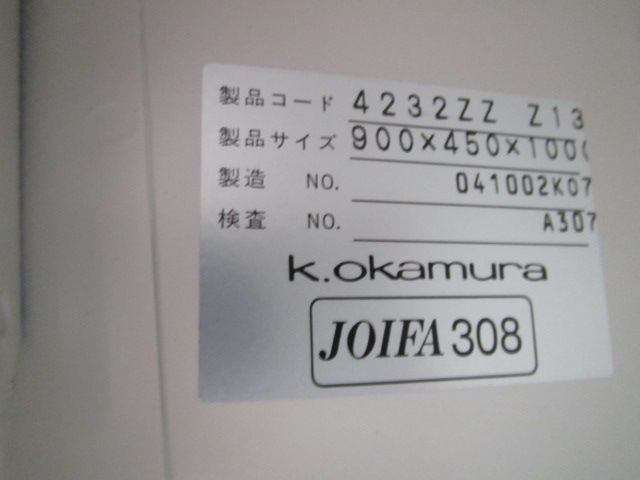 製品コード 4232ZZ Z13
製品サイズ 900×450×100
製造 NO. 041002K07
検査 NO. A307
k.okamura
JOIFA 308